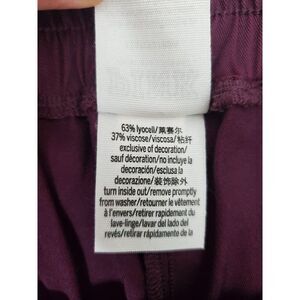 63% lyocell/莱赛尔
37% viscose/viscosa/粘纤
exclusive of decoration/
sauf décoration/no incluye la
decoración/esclusa la
decorazione/装饰除外
turn inside out/remove promptly
from washer/retourner le vêtement
à l'envers/retirer rapidement du
lave-linge/lavar del lado del
revés/retirar rápidamente de la